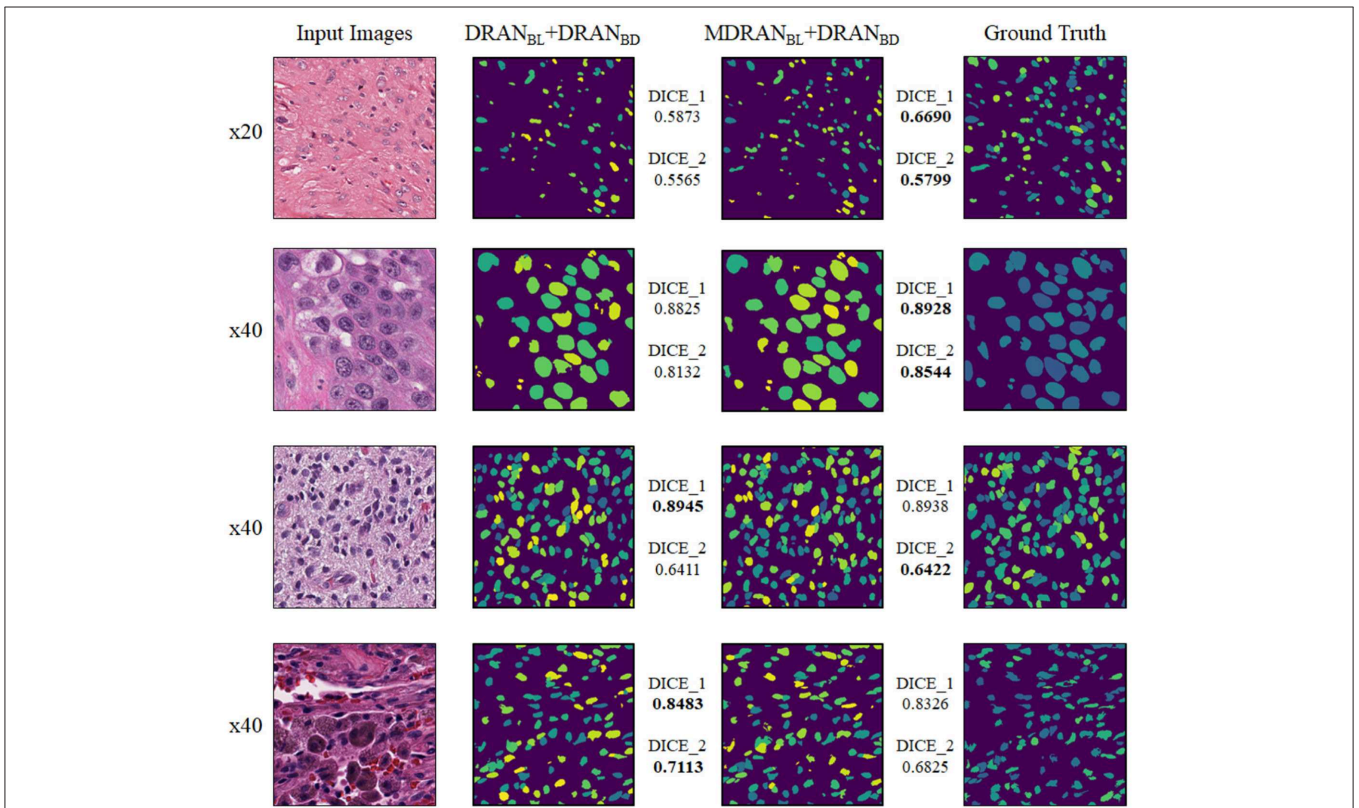 Input Images
DRAN_BL+DRAN_BD
MDRAN_BL+DRAN_BD
Ground Truth
x20
DICE_1
0.5873
DICE_2
0.5565
DICE_1
0.6690
DICE_2
0.5799
x40
DICE_1
0.8825
DICE_2
0.8132
DICE_1
0.8928
DICE_2
0.8544
x40
DICE_1
0.8945
DICE_2
0.6411
DICE_1
0.8938
DICE_2
0.6422
x40
DICE_1
0.8483
DICE_2
0.7113
DICE_1
0.8326
DICE_2
0.6825